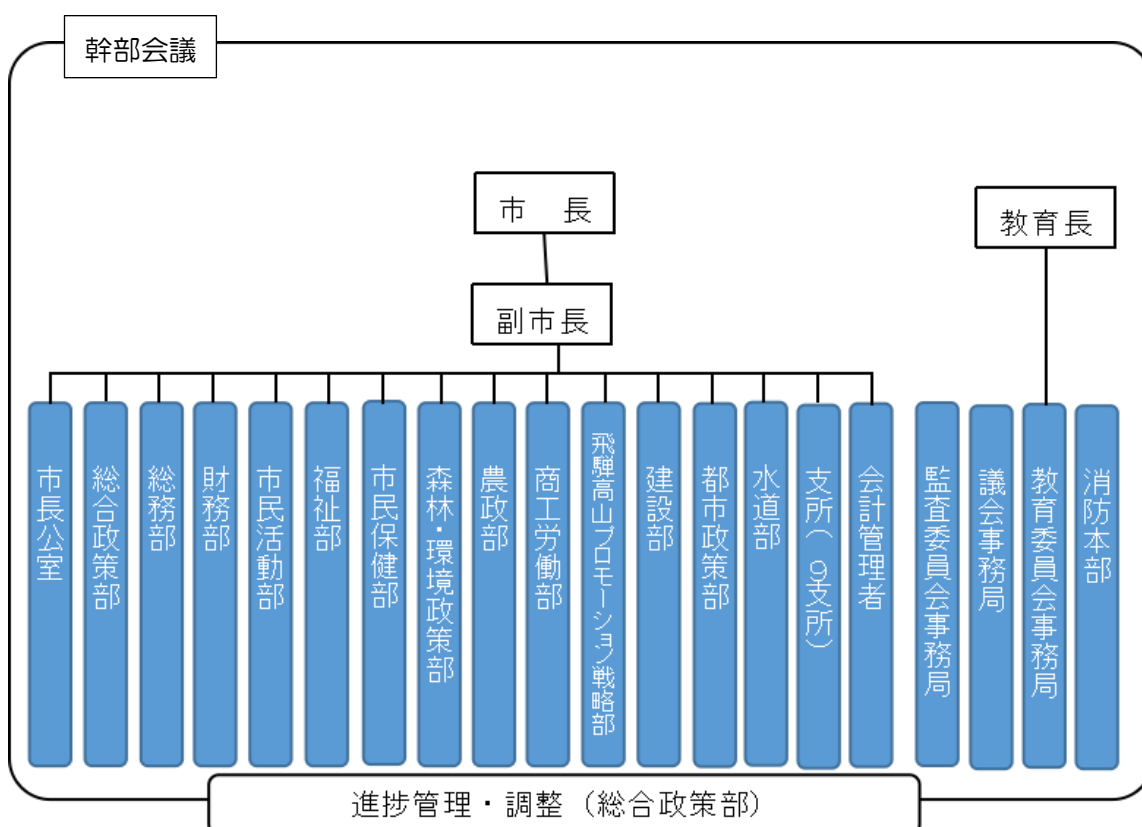 幹部会議
市　長
教育長
副市長
市長公室
総合政策部
総務部
財務部
市民活動部
福祉部
市民保健部
森林・環境政策部
農政部
商工労働部
飛騨高山プロモーション戦略部
建設部
都市政策部
水道部
支所（９支所）
会計管理者
監査委員会事務局
議会事務局
教育委員会事務局
消防本部
進捗管理・調整（総合政策部）